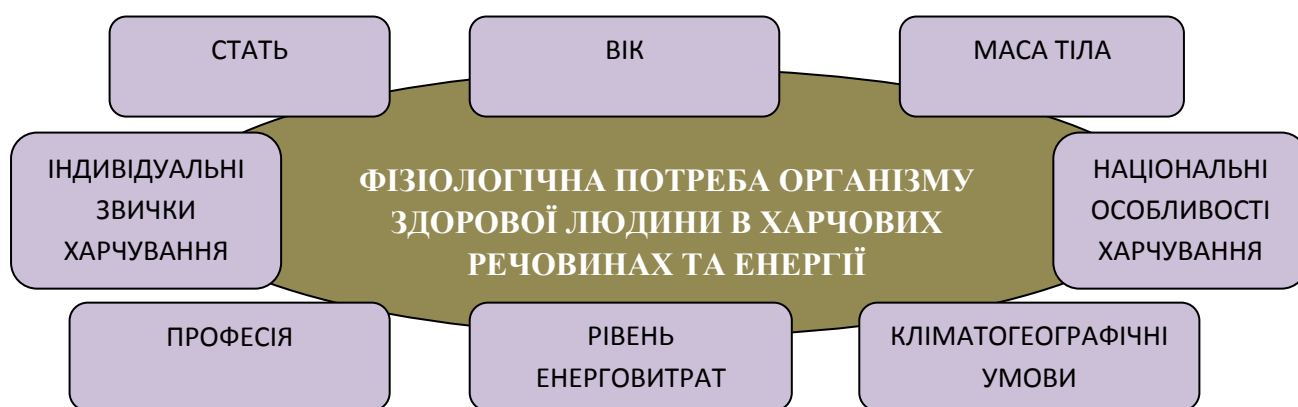 СТАТЬ
ВІК
МАСА ТІЛА
ІНДИВІДУАЛЬНІ
ЗВИЧКИ
ХАРЧУВАННЯ
ФІЗІОЛОГІЧНА ПОТРЕБА ОРГАНІЗМУ
ЗДОРОВОЇ ЛЮДИНИ В ХАРЧОВИХ
РЕЧОВИНАХ ТА ЕНЕРГІЇ
НАЦІОНАЛЬНІ
ОСОБЛИВОСТІ
ХАРЧУВАННЯ
ПРОФЕСІЯ
РІВЕНЬ
ЕНЕРГОВИТРАТ
КЛІМАТОГЕОГРАФІЧНІ
УМОВИ